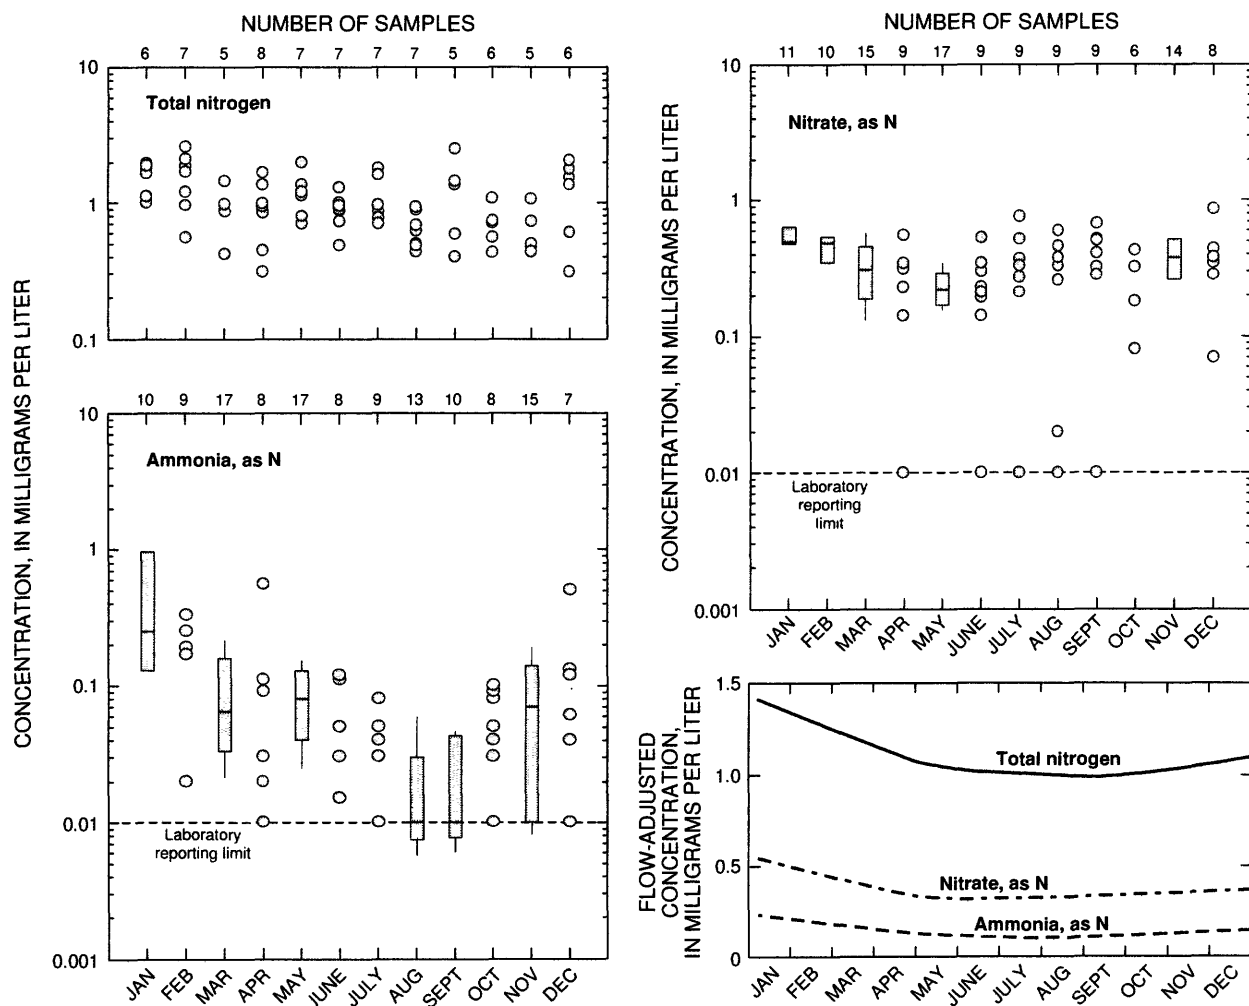 NUMBER OF SAMPLES
6 7 5 8 7 7 7 7 5 6 5 6
10
Total nitrogen
1
0.1
10 9 17 8 17 8 9 13 10 8 15 7
10
Ammonia, as N
1
0.1
0.01
Laboratory
reporting limit
0.001
JAN FEB MAR APR MAY JUNE JULY AUG SEPT OCT NOV DEC
CONCENTRATION, IN MILLIGRAMS PER LITER
NUMBER OF SAMPLES
11 10 15 9 17 9 9 9 9 6 14 8
10
Nitrate, as N
1
0.1
0.01
Laboratory
reporting
limit
0.001
JAN FEB MAR APR MAY JUNE JULY AUG SEPT OCT NOV DEC
CONCENTRATION, IN MILLIGRAMS PER LITER
1.5
Total nitrogen
1.0
0.5
Nitrate, as N
Ammonia, as N
0
JAN FEB MAR APR MAY JUNE JULY AUG SEPT OCT NOV DEC
FLOW-ADJUSTED
CONCENTRATION,
IN MILLIGRAMS PER LITER